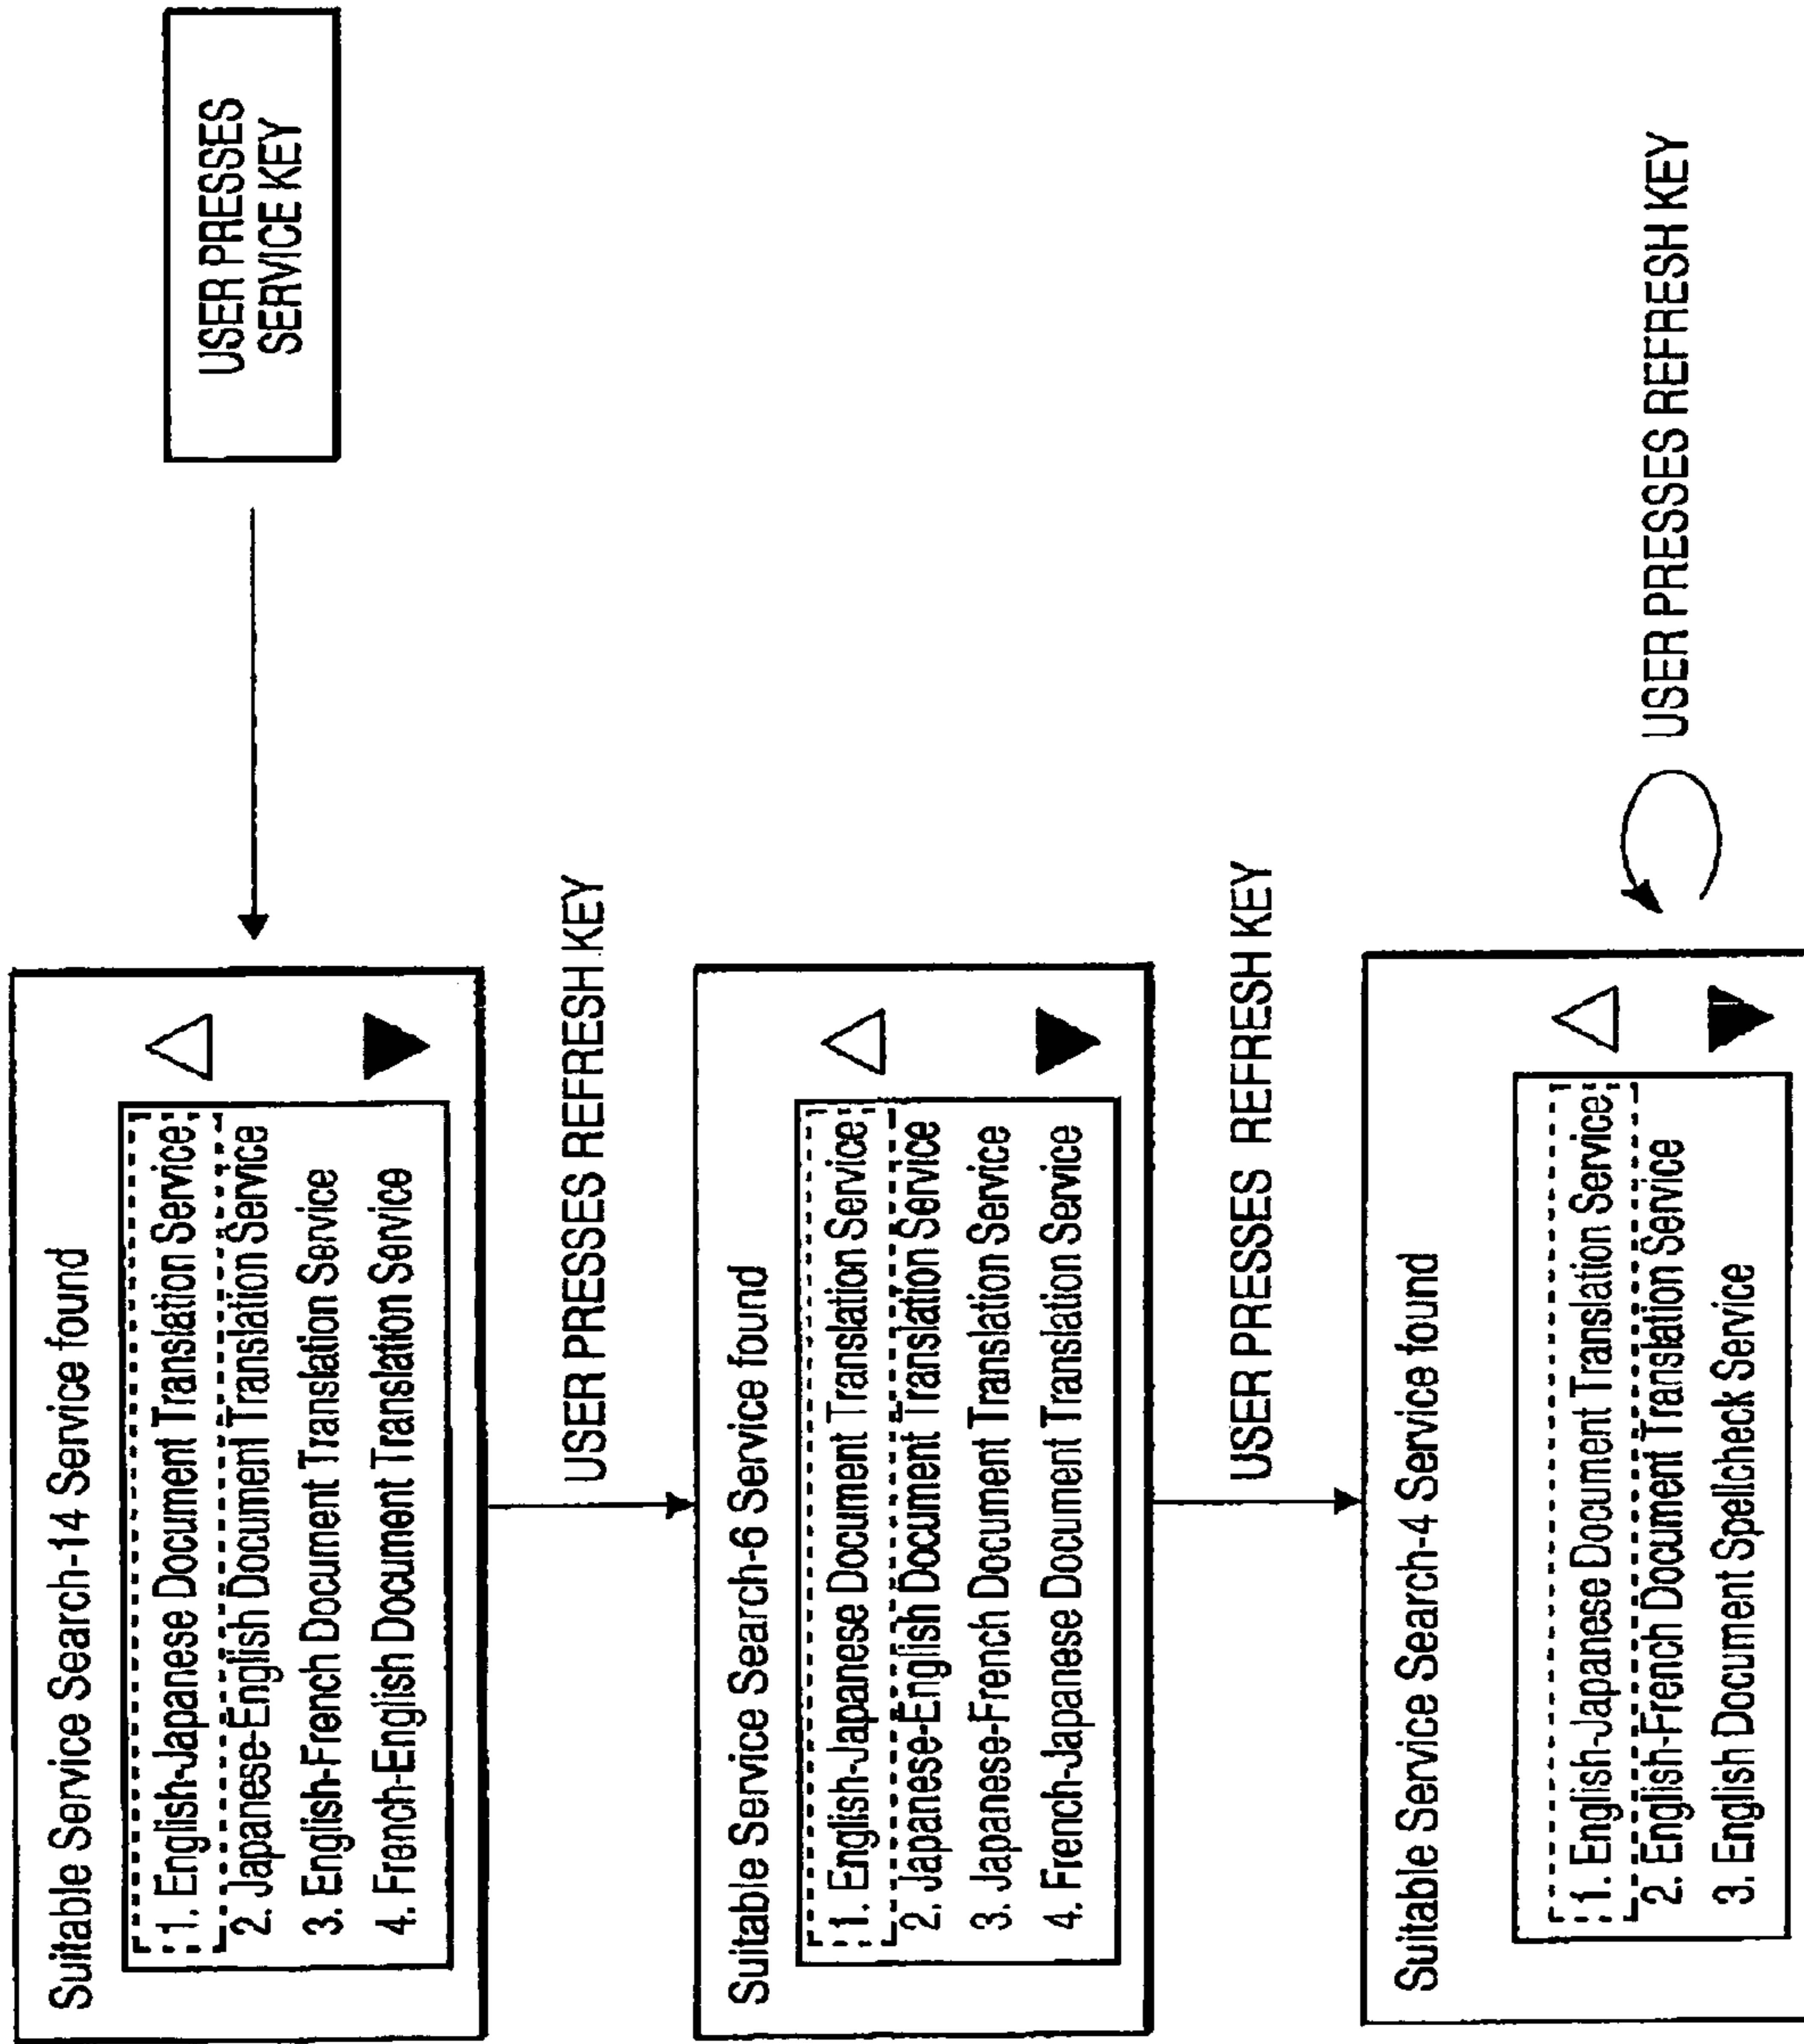 USER PRESSES
SERVICE KEY
Suitable Service Search-14 Service found
1. English-Japanese Document Translation Service
2. Japanese-English Document Translation Service
3. English-French Document Translation Service
4. French-English Document Translation Service
USER PRESSES REFRESH KEY
Suitable Service Search-6 Service found
1. English-Japanese Document Translation Service
2. Japanese-English Document Translation Service
3. Japanese-French Document Translation Service
4. French-Japanese Document Translation Service
USER PRESSES REFRESH KEY
Suitable Service Search-4 Service found
1. English-Japanese Document Translation Service
2. English-French Document Translation Service
3. English Document Spellcheck Service
USER PRESSES REFRESH KEY